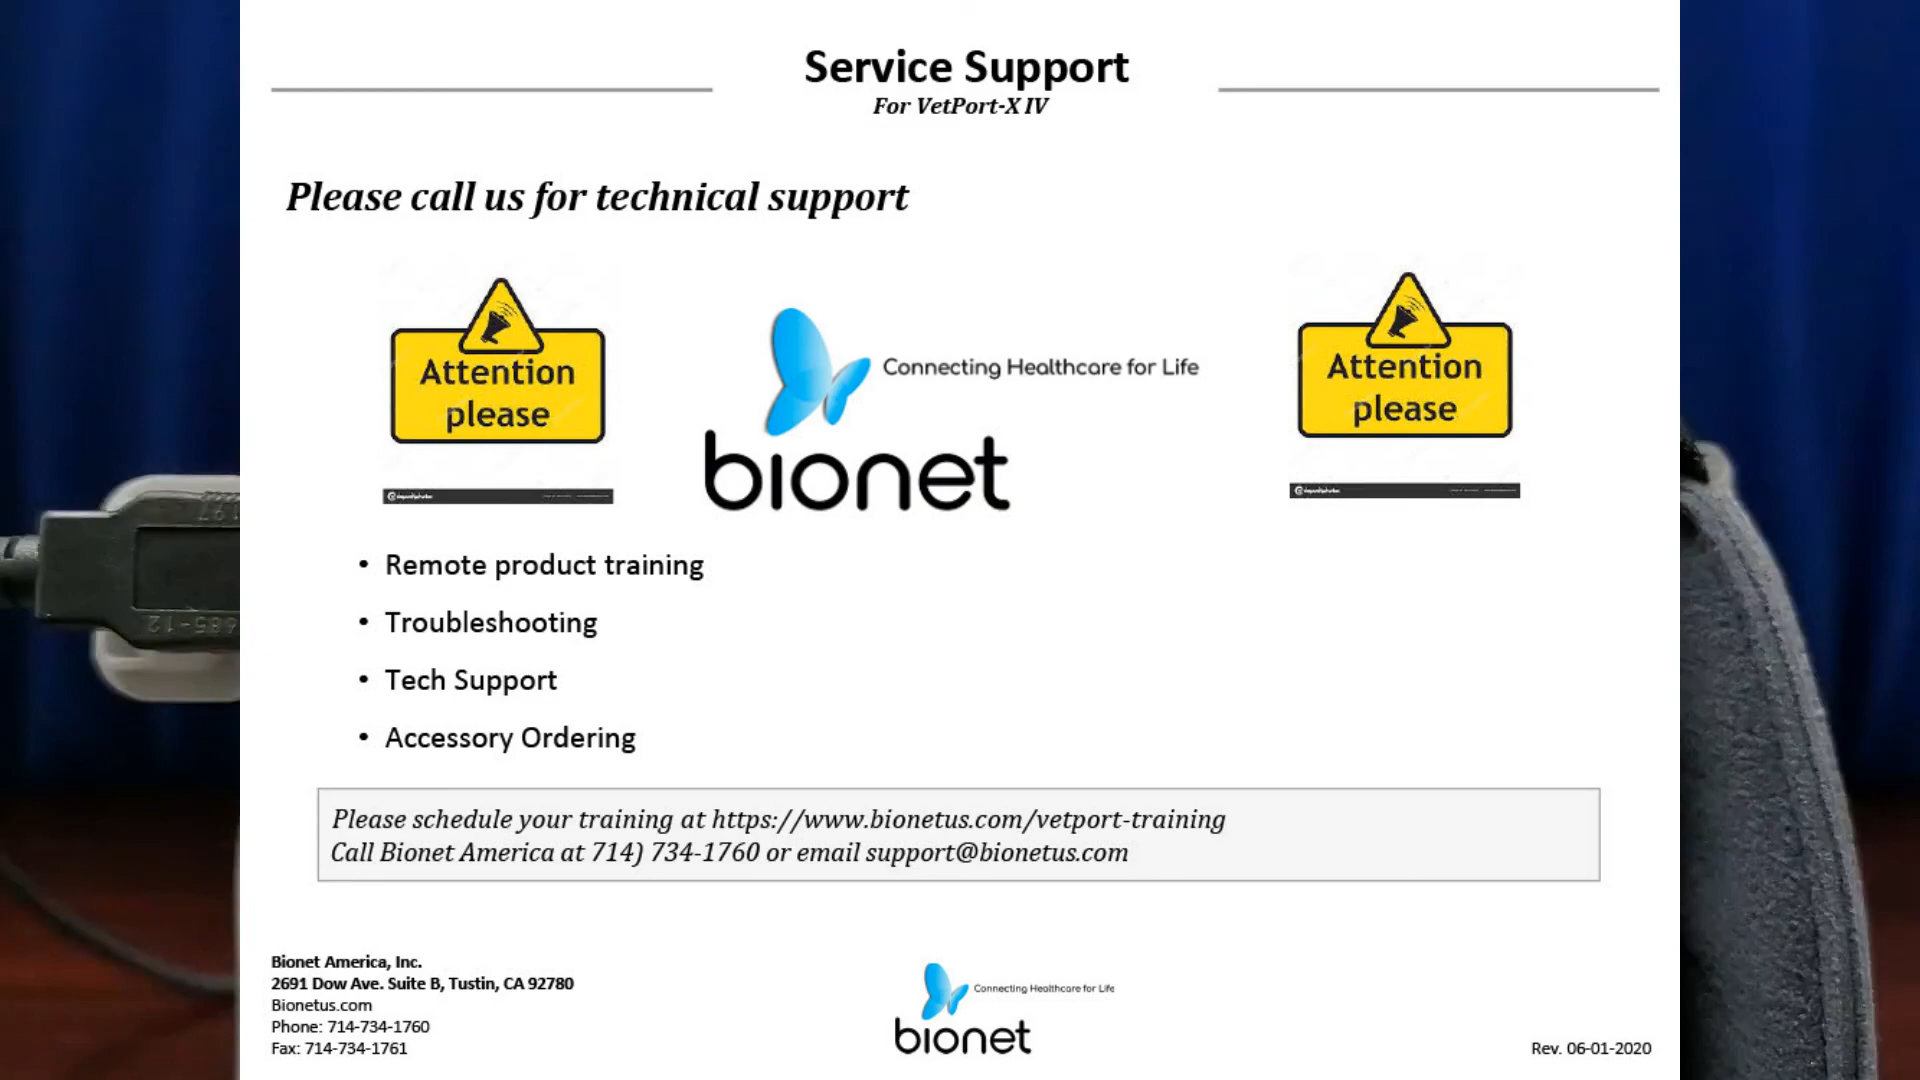 Service Support
For VetPort-X IV
Please call us for technical support
Attention
please
Connecting Healthcare for Life
bionet
Attention
please
• Remote product training
• Troubleshooting
• Tech Support
• Accessory Ordering
Please schedule your training at https://www.bionetus.com/vetport-training
Call Bionet America at 714) 734-1760 or email support@bionetus.com
Bionet America, Inc.
2691 Dow Ave. Suite B, Tustin, CA 92780
Bionetus.com
Phone: 714-734-1760
Fax: 714-734-1761
Connecting Healthcare for Life
bionet
Rev. 06-01-2020